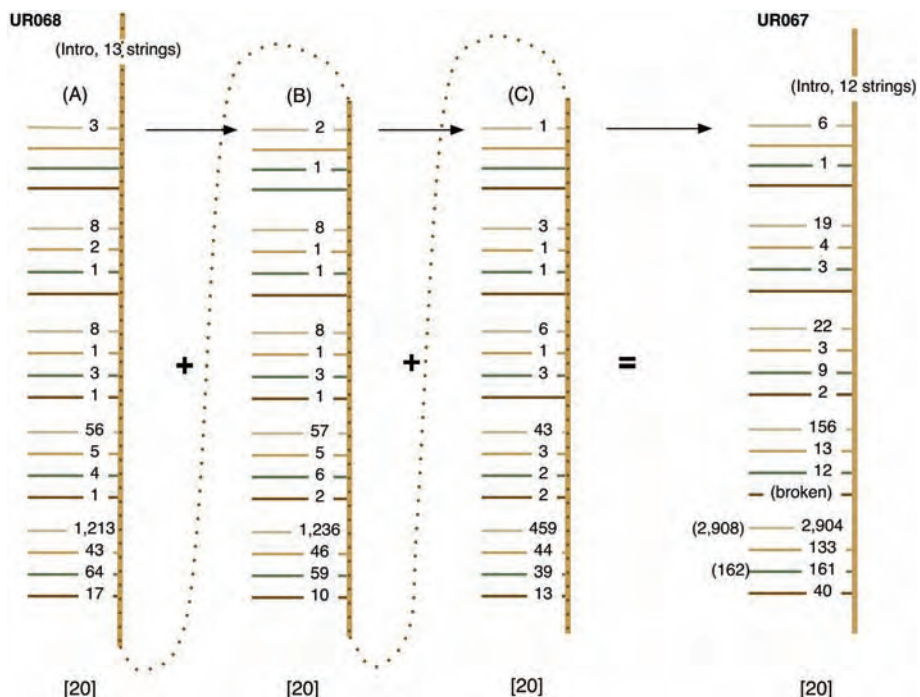 UR068 UR067
(Intro, 13 strings) (Intro, 12 strings)
(A) (B) (C)
3 2 1 6
1 1
8 8 3 19
2 1 1 4
1 1 1 3
8 8 6 22
1 1 1 3
3 3 3 9
1 1 2
+ + =
56 57 43 156
5 5 3 13
4 6 2 12
1 2 2 (broken)
1,213 1,236 459 (2,908) 2,904
43 46 44 133
64 59 39 (162) 161
17 10 13 40
[20] [20] [20] [20]